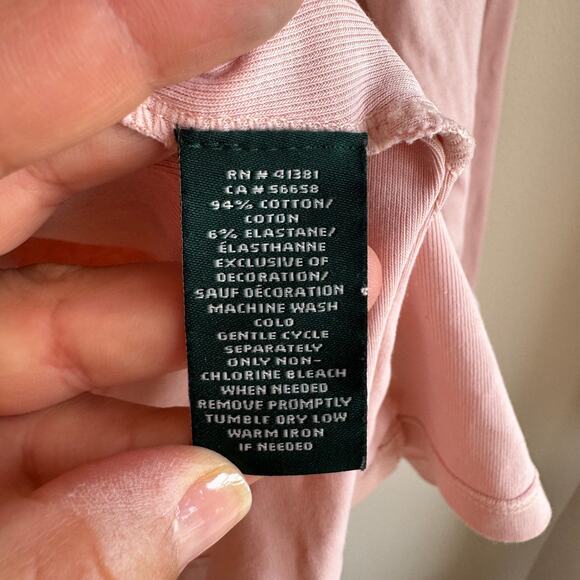 RN # 41381
CA # 56658
94% COTTON/
COTON
6% ELASTANE/
ÉLASTHANNE
EXCLUSIVE OF
DECORATION/
SAUF DÉCORATION
MACHINE WASH
COLD
GENTLE CYCLE
SEPARATELY
ONLY NON-
CHLORINE BLEACH
WHEN NEEDED
REMOVE PROMPTLY
TUMBLE DRY LOW
WARM IRON
IF NEEDED